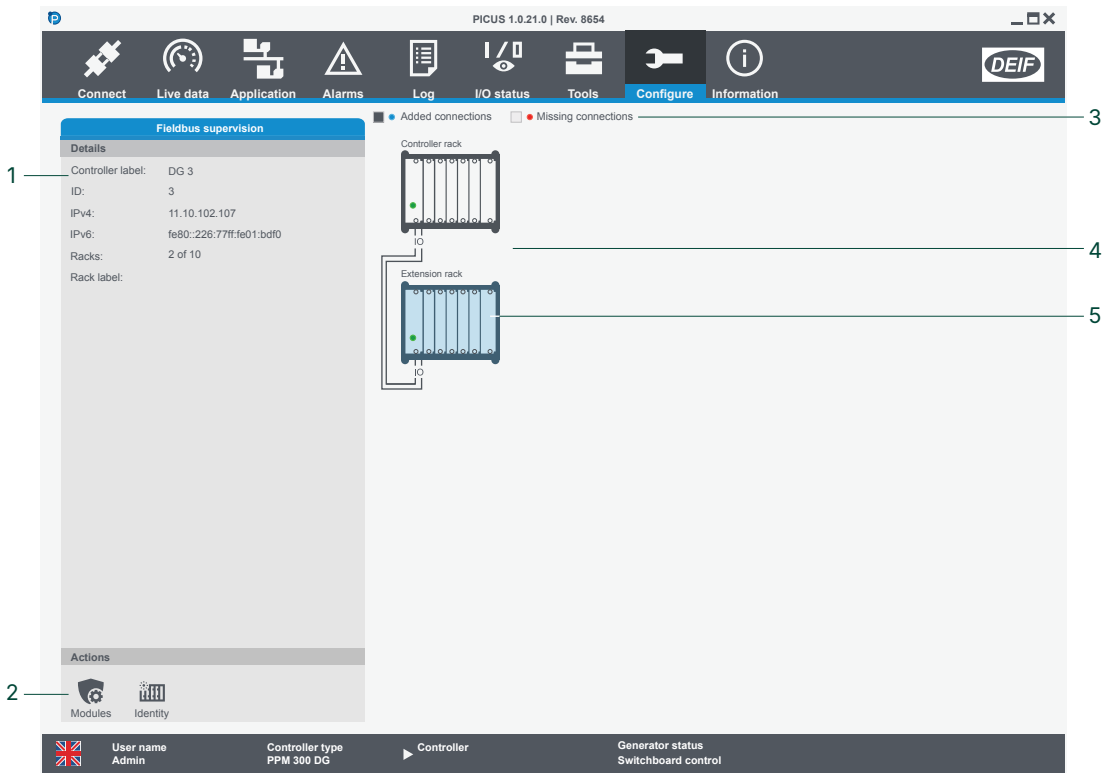 PICUS 1.0.21.0 | Rev. 8654
Connect Live data Application Alarms Log I/O status Tools Configure Information
DEIF
Added connections Missing connections 3
Fieldbus supervision
Details
1 Controller label: DG 3
ID: 3
IPv4: 11.10.102.107
IPv6: fe80::226:77ff:fe01:bdf0
Racks: 2 of 10
Rack label:
Controller rack
IO
4
Extension rack
5
IO
Actions
2
Modules Identity
User name Controller type Controller Generator status
Admin PPM 300 DG Switchboard control